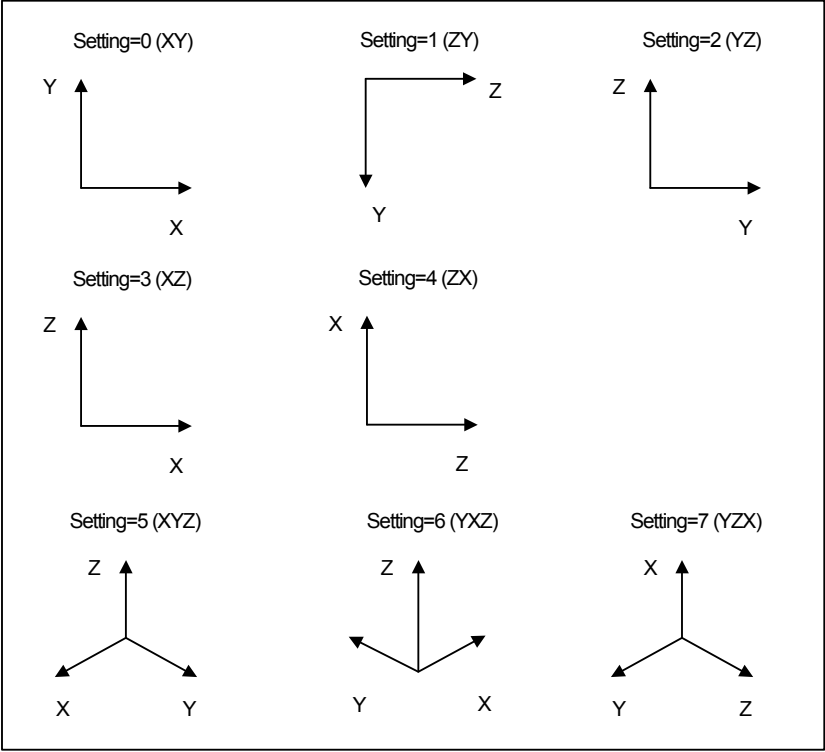 Setting=0 (XY)
Setting=1 (ZY)
Setting=2 (YZ)
Y
Z
Z
X
Y
Y
Setting=3 (XZ)
Setting=4 (ZX)
Z
X
X
Z
Setting=5 (XYZ)
Setting=6 (YXZ)
Setting=7 (YZX)
Z
Z
X
X
Y
Y
X
Y
Z